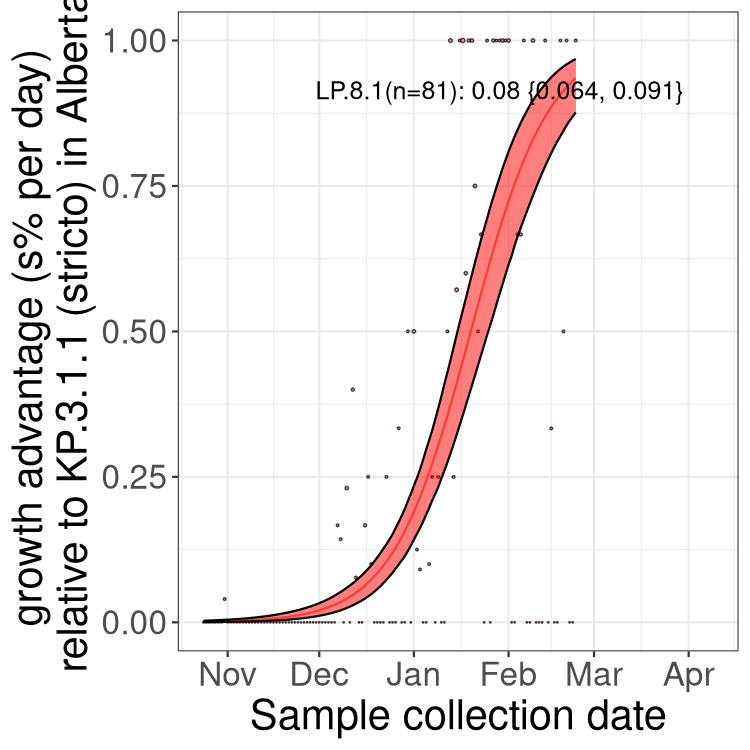 growth advantage (s% per day)
relative to KP.3.1.1 (stricto) in Alberta
1.00
0.75
0.50
0.25
0.00
LP.8.1(n=81): 0.08 {0.064, 0.091}
Nov Dec Jan Feb Mar Apr
Sample collection date